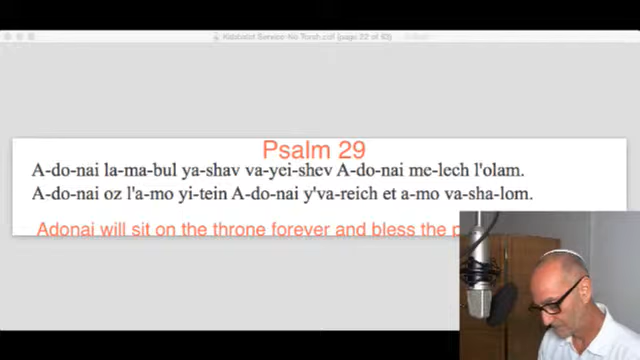 Kabbalat Service-No Torah.pdf (page 22 of 63)
Psalm 29
A-do-nai la-ma-bul ya-shav va-yei-shev A-do-nai me-lech l'olam.
A-do-nai oz l'a-mo yi-tein A-do-nai y'va-reich et a-mo va-sha-lom.
Adonai will sit on the throne forever and bless the